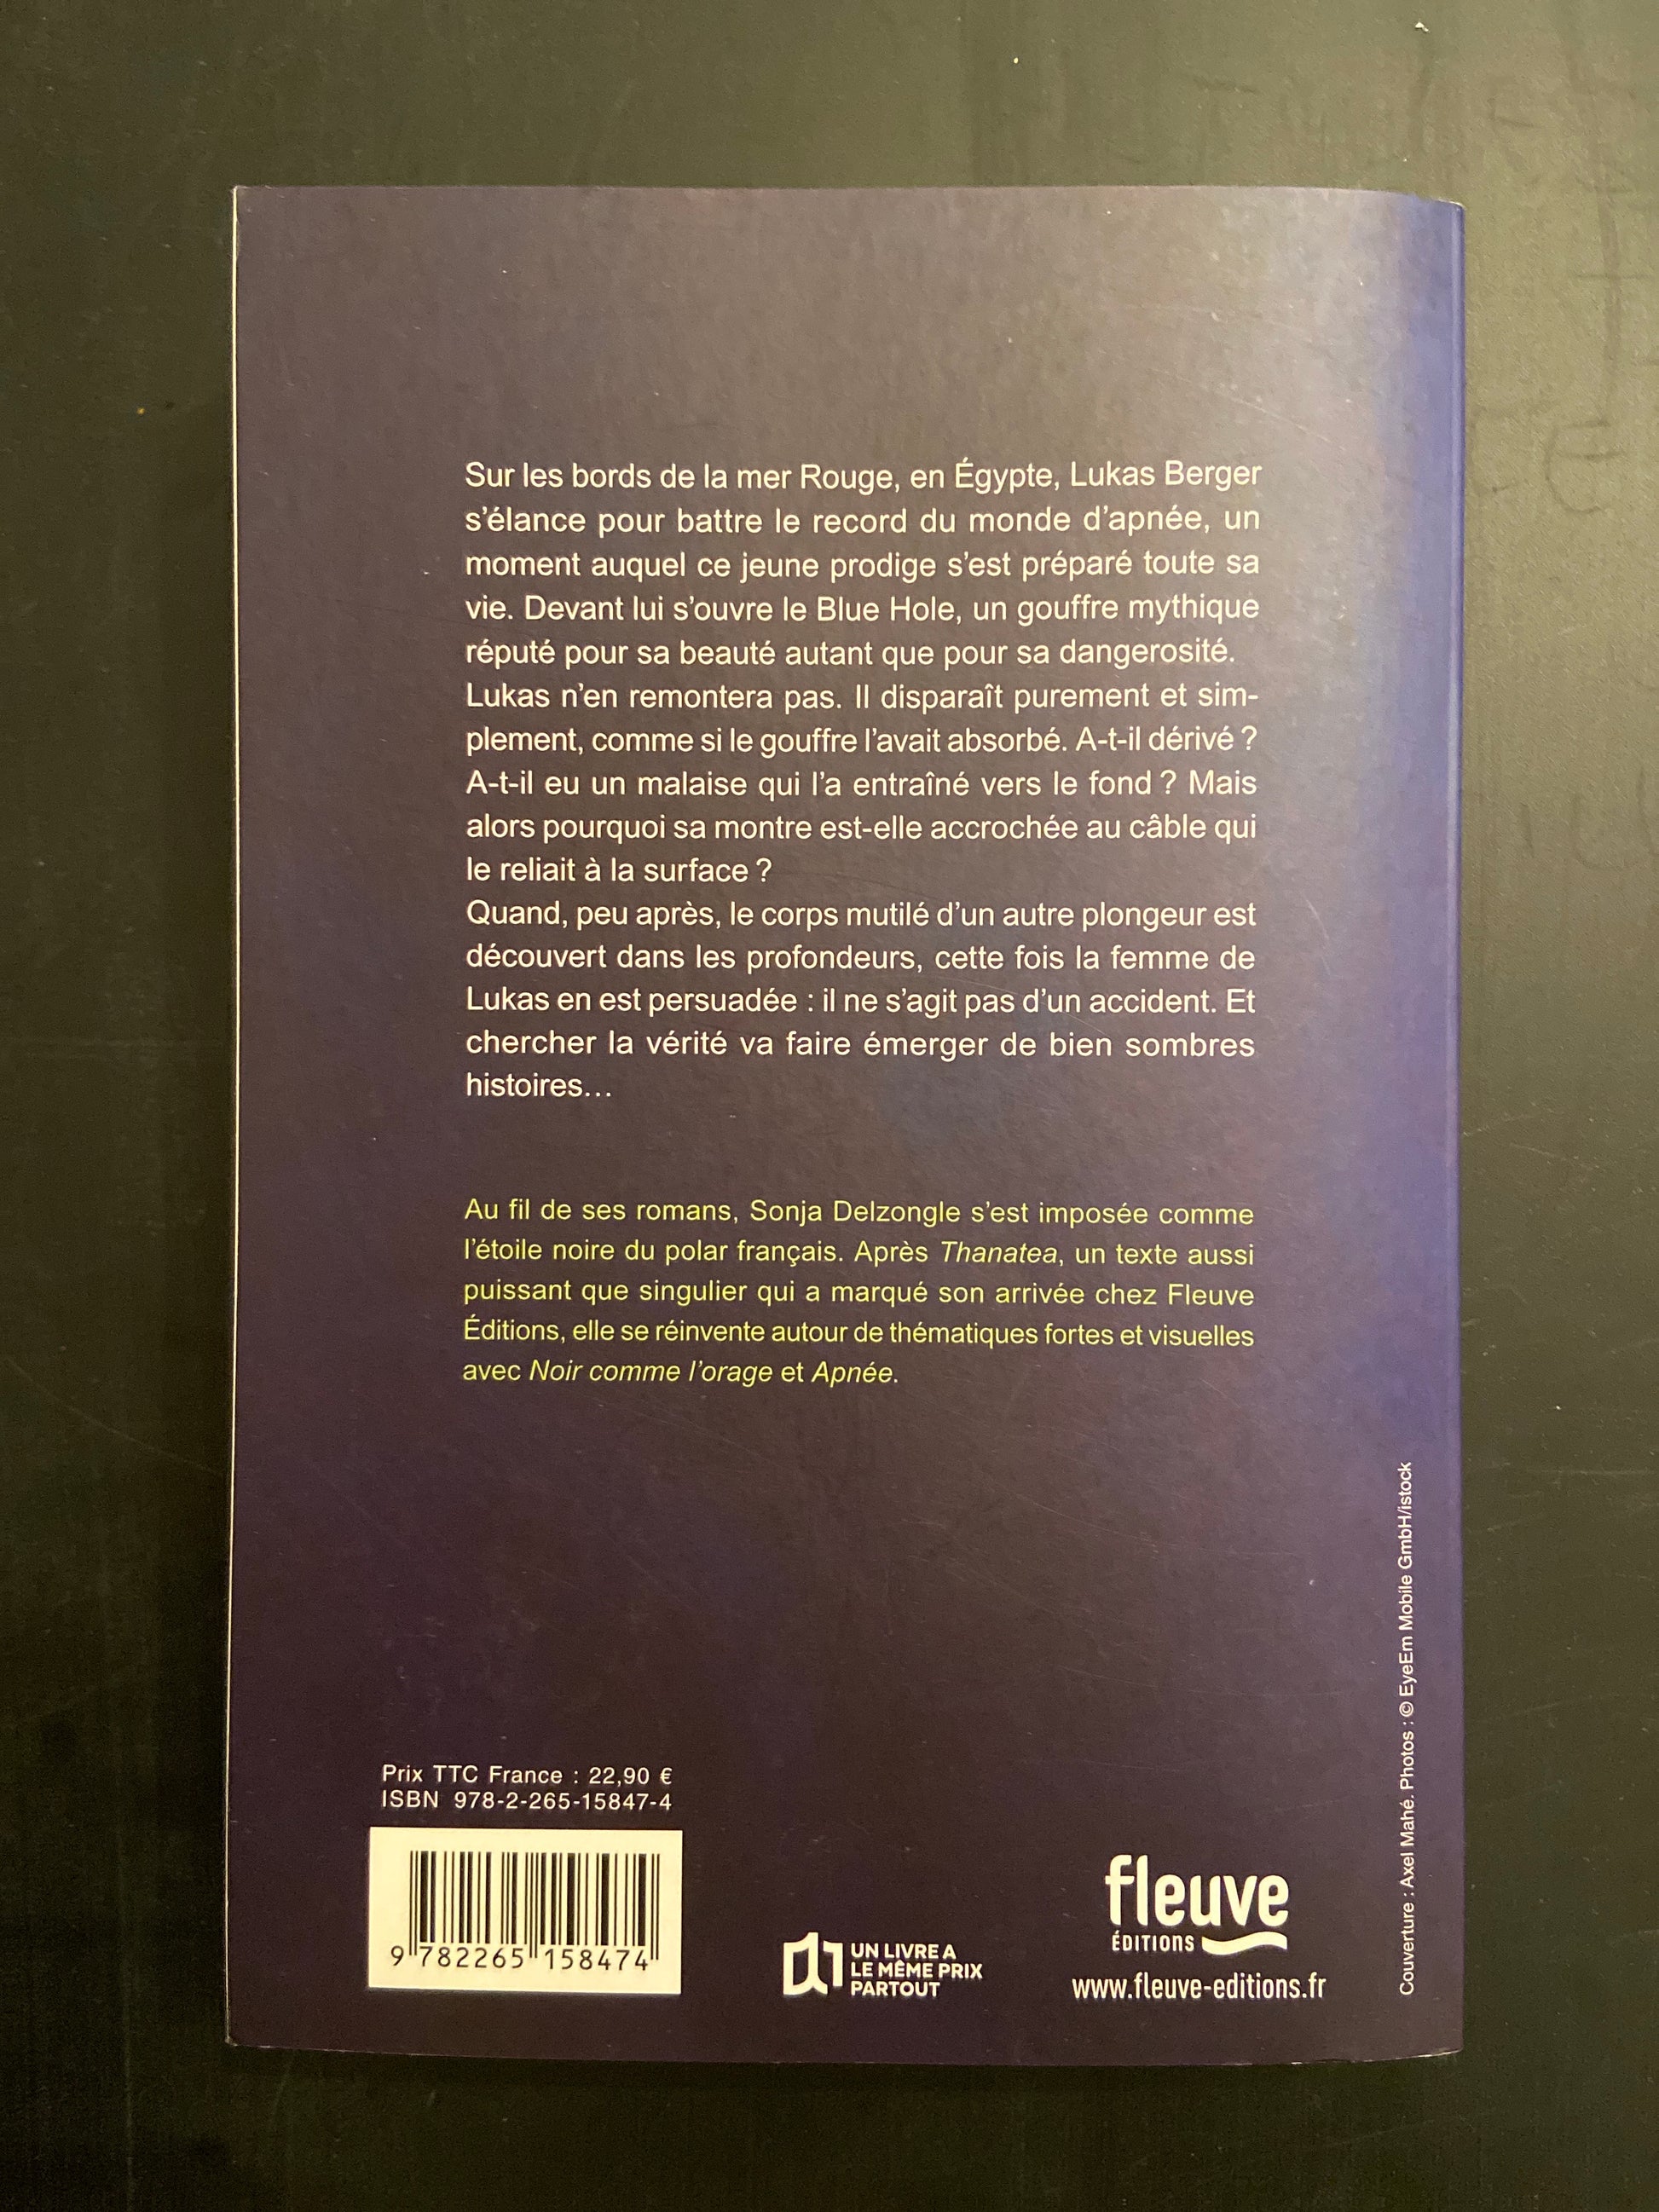 Sur les bords de la mer Rouge, en Égypte, Lukas Berger
s'élance pour battre le record du monde d'apnée, un
moment auquel ce jeune prodige s'est préparé toute sa
vie. Devant lui s'ouvre le Blue Hole, un gouffre mythique
réputé pour sa beauté autant que pour sa dangerosité.
Lukas n'en remontera pas. Il disparaît purement et sim-
plement, comme si le gouffre l'avait absorbé. A-t-il dérivé ?
A-t-il eu un malaise qui l'a entraîné vers le fond ? Mais
alors pourquoi sa montre est-elle accrochée au câble qui
le reliait à la surface ?
Quand, peu après, le corps mutilé d'un autre plongeur est
découvert dans les profondeurs, cette fois la femme de
Lukas en est persuadée : il ne s'agit pas d'un accident. Et
chercher la vérité va faire émerger de bien sombres
histoires…
Au fil de ses romans, Sonja Delzongle s'est imposée comme
l'étoile noire du polar français. Après Thanatea, un texte aussi
puissant que singulier qui a marqué son arrivée chez Fleuve
Éditions, elle se réinvente autour de thématiques fortes et visuelles
avec Noir comme l'orage et Apnée.
Prix TTC France : 22,90 €
ISBN 978-2-265-15847-4
9 782265 158474
UN LIVRE A
LE MÊME PRIX
PARTOUT
fleuve
ÉDITIONS
www.fleuve-editions.fr
Couverture : Axel Mahé. Photos : © EyeEm Mobile GmbH/istock